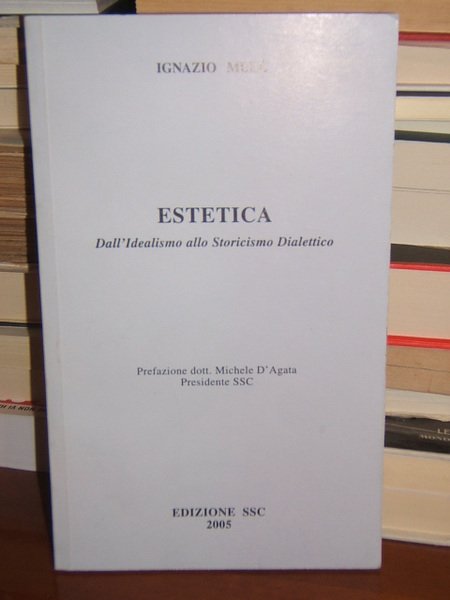 IGNAZIO
ESTETICA
Dall'Idealismo allo Storicismo Dialettico
Prefazione dott. Michele D'Agata
Presidente SSC
EDIZIONE SSC
2005